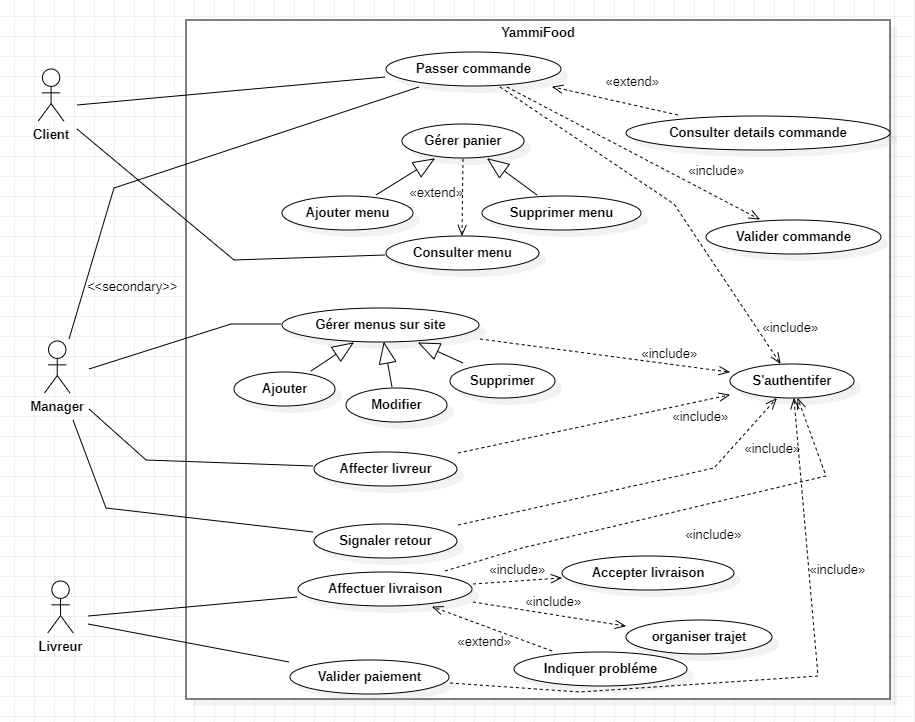 YammiFood
Passer commande
«extend»
Client
Consulter details commande
Gérer panier
«include»
«extend»
Ajouter menu
Supprimer menu
Valider commande
Consulter menu
<<secondary>>
Gérer menus sur site
«include»
«include»
Manager
Ajouter
Modifier
Supprimer
S'authentifer
«include»
Affecter livreur
«include»
Signaler retour
«include»
Affectuer livraison
«include»
Accepter livraison
«include»
«include»
Livreur
organiser trajet
«extend»
Indiquer probléme
Valider paiement